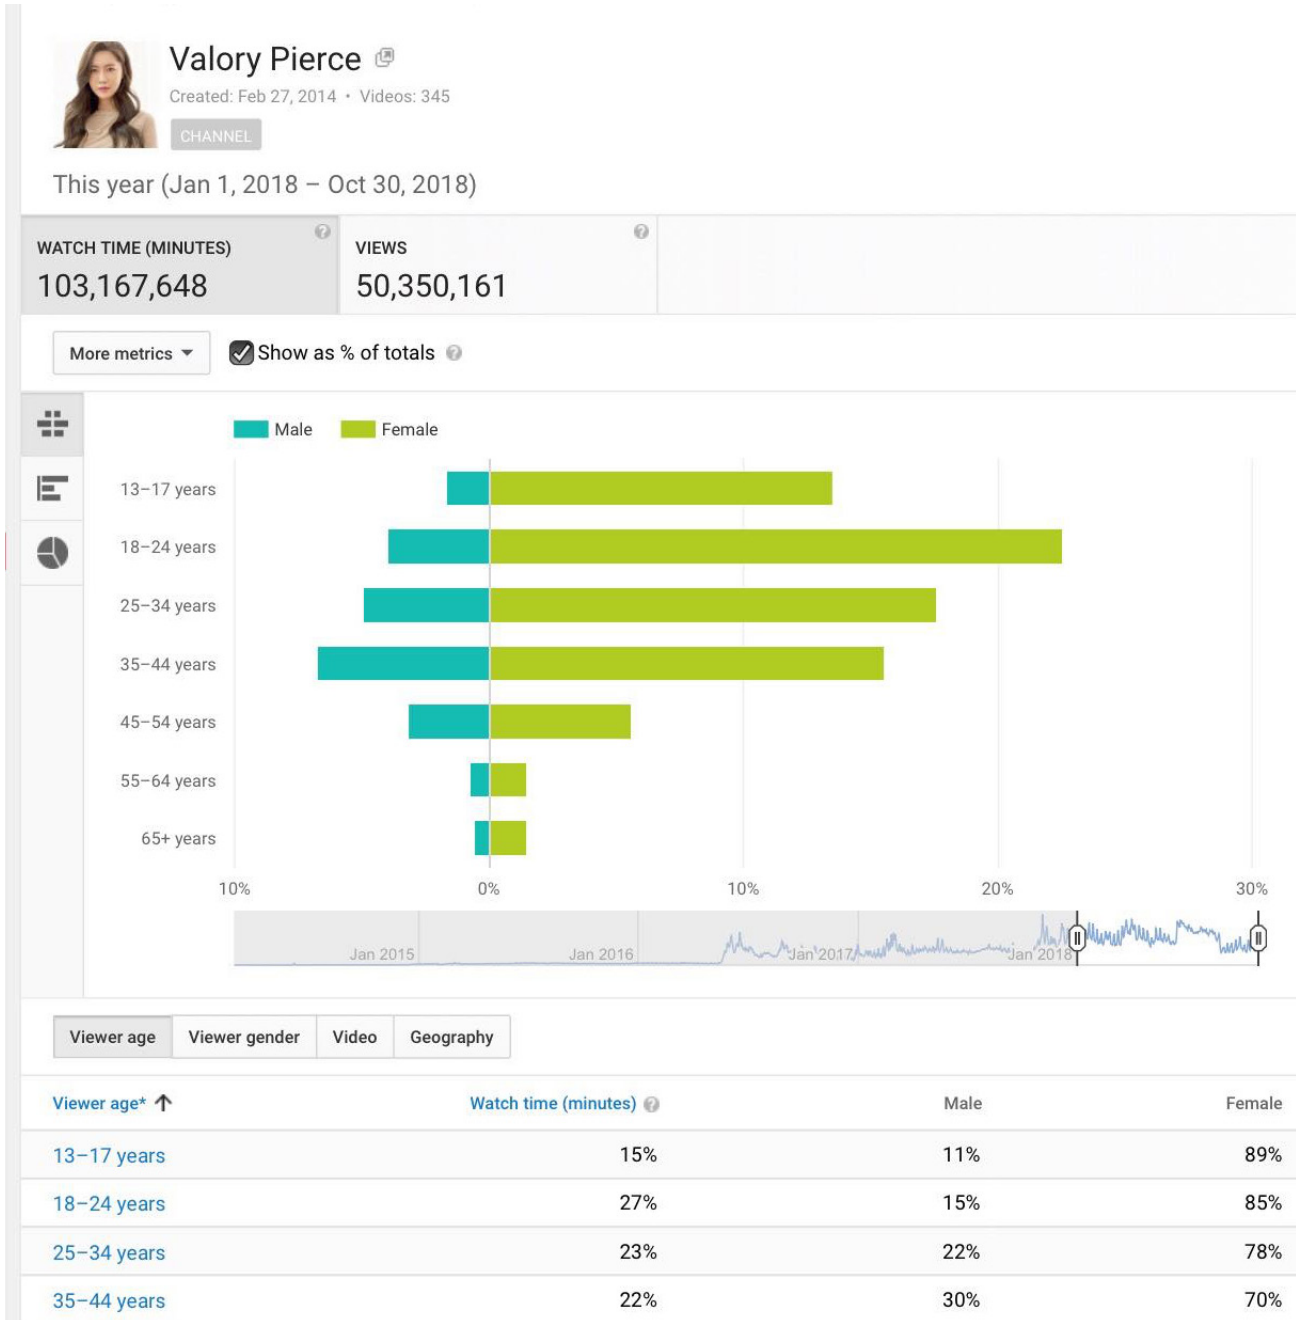 Valory Pierce
Created: Feb 27, 2014 • Videos: 345
CHANNEL
This year (Jan 1, 2018 – Oct 30, 2018)
WATCH TIME (MINUTES) ?
103,167,648
VIEWS ?
50,350,161
More metrics
Show as % of totals ?
Male Female
13–17 years
18–24 years
25–34 years
35–44 years
45–54 years
55–64 years
65+ years
10% 0% 10% 20% 30%
Jan 2015 Jan 2016 Jan 2017 Jan 2018
Viewer age Viewer gender Video Geography
Viewer age* Watch time (minutes) ? Male Female
13–17 years 15% 11% 89%
18–24 years 27% 15% 85%
25–34 years 23% 22% 78%
35–44 years 22% 30% 70%